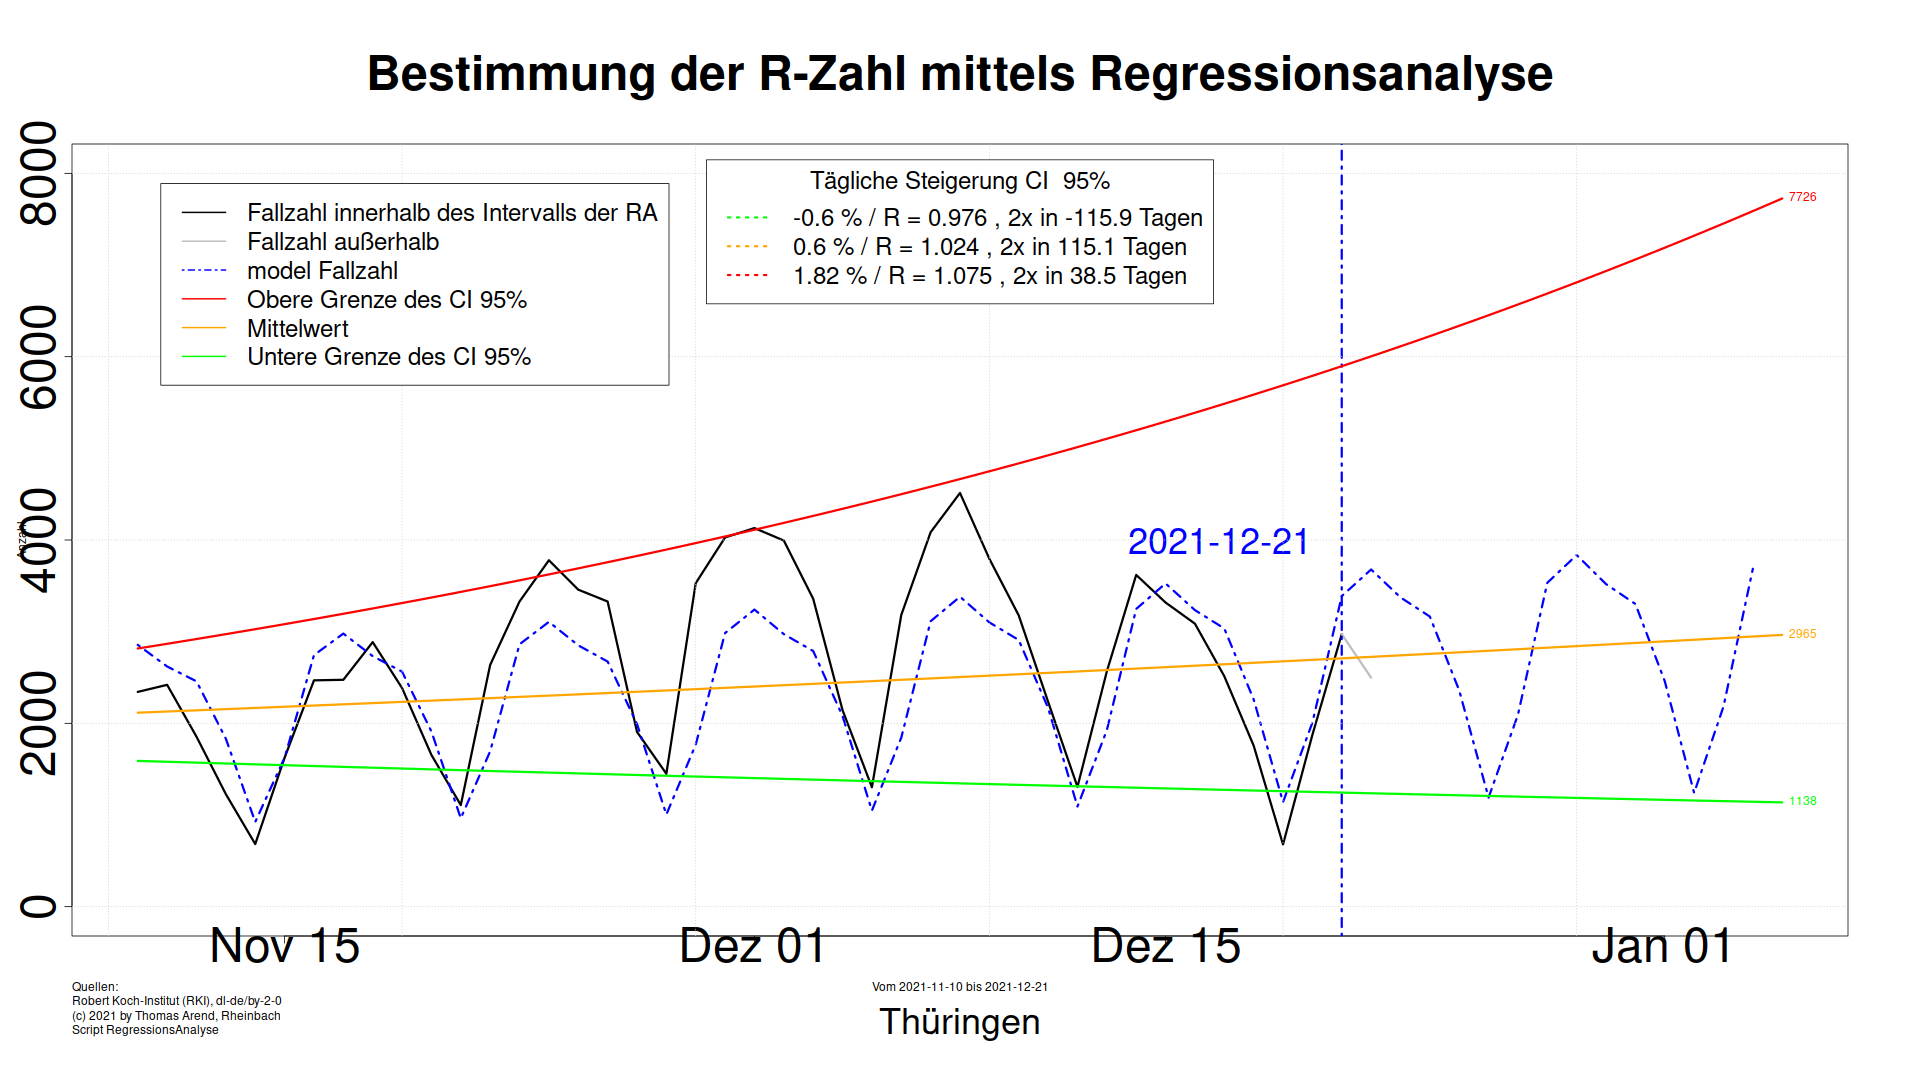 Bestimmung der R-Zahl mittels Regressionsanalyse
8000
6000
4000
2000
0
Anzahl
Fallzahl innerhalb des Intervalls der RA
Fallzahl außerhalb
model Fallzahl
Obere Grenze des CI 95%
Mittelwert
Untere Grenze des CI 95%
Tägliche Steigerung CI  95%
-0.6 % / R = 0.976 , 2x in -115.9 Tagen
0.6 % / R = 1.024 , 2x in 115.1 Tagen
1.82 % / R = 1.075 , 2x in 38.5 Tagen
7726
2021-12-21
2965
1138
Nov 15
Dez 01
Dez 15
Jan 01
Quellen:
Robert Koch-Institut (RKI), dl-de/by-2-0
(c) 2021 by Thomas Arend, Rheinbach
Script RegressionsAnalyse
Vom 2021-11-10 bis 2021-12-21
Thüringen